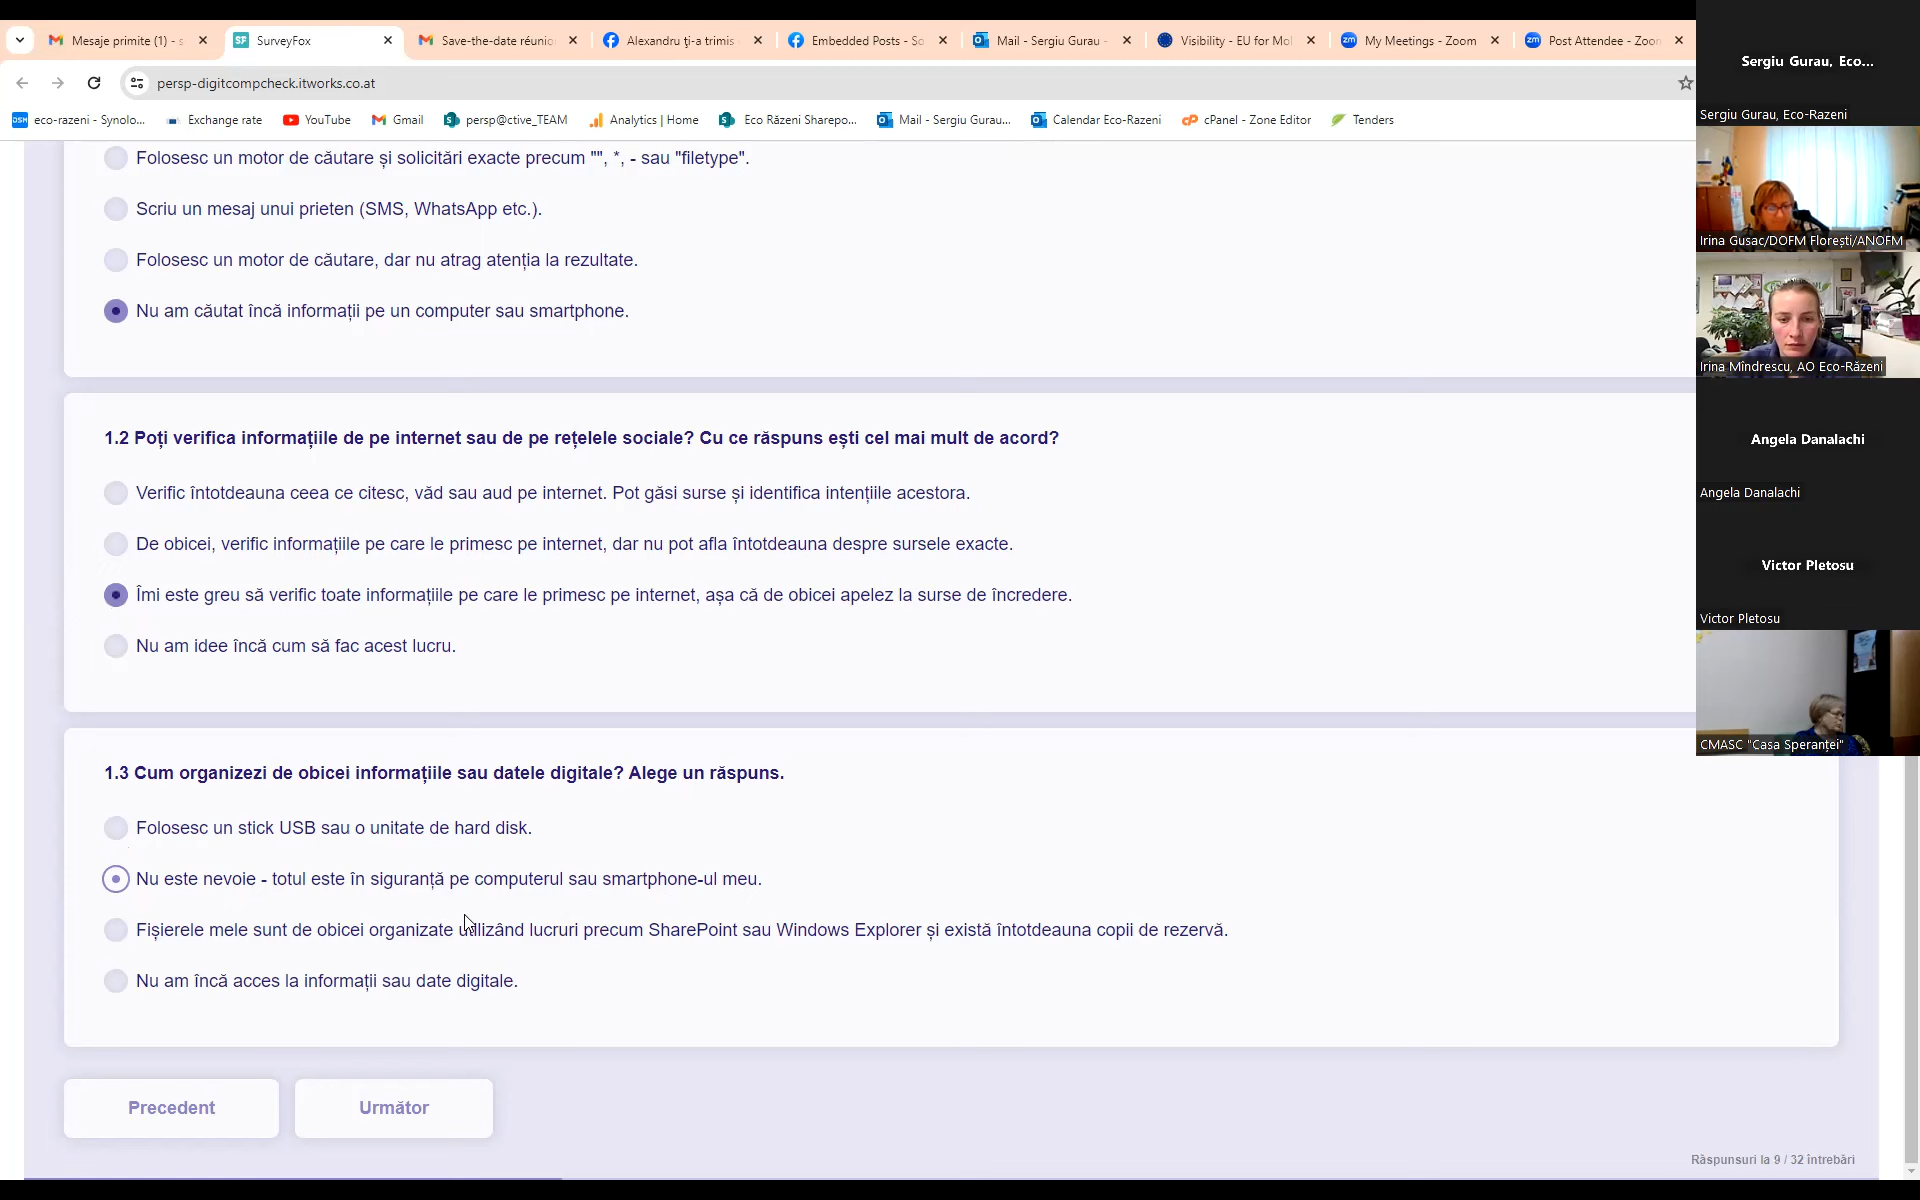 Mesaje primite (1) - s
SurveyFox
Save-the-date réunio
Alexandru ți-a trimis
Embedded Posts - So
Mail - Sergiu Gurau -
Visibility - EU for Mol
My Meetings - Zoom
Post Attendee - Zoo
persp-digitcompcheck.itworks.co.at
eco-razeni - Synolo...
Exchange rate
YouTube
Gmail
persp@ctive_TEAM
Analytics | Home
Eco Răzeni Sharepo...
Mail - Sergiu Gurau...
Calendar Eco-Razeni
cPanel - Zone Editor
Tenders
Folosesc un motor de căutare și solicitări exacte precum "", *, - sau "filetype".
Scriu un mesaj unui prieten (SMS, WhatsApp etc.).
Folosesc un motor de căutare, dar nu atrag atenția la rezultate.
Nu am căutat încă informații pe un computer sau smartphone.
1.2 Poți verifica informațiile de pe internet sau de pe rețelele sociale? Cu ce răspuns ești cel mai mult de acord?
Verific întotdeauna ceea ce citesc, văd sau aud pe internet. Pot găsi surse și identifica intențiile acestora.
De obicei, verific informațiile pe care le primesc pe internet, dar nu pot afla întotdeauna despre sursele exacte.
Îmi este greu să verific toate informațiile pe care le primesc pe internet, așa că de obicei apelez la surse de încredere.
Nu am idee încă cum să fac acest lucru.
1.3 Cum organizezi de obicei informațiile sau datele digitale? Alege un răspuns.
Folosesc un stick USB sau o unitate de hard disk.
Nu este nevoie - totul este în siguranță pe computerul sau smartphone-ul meu.
Fișierele mele sunt de obicei organizate utilizând lucruri precum SharePoint sau Windows Explorer și există întotdeauna copii de rezervă.
Nu am încă acces la informații sau date digitale.
Precedent
Următor
Răspunsuri la 9 / 32 întrebări
Sergiu Gurau, Eco...
Sergiu Gurau, Eco-Razeni
Irina Gusac/DOFM Florești/ANOFM
Irina Mîndrescu, AO Eco-Răzeni
Angela Danalachi
Angela Danalachi
Victor Pletosu
Victor Pletosu
CMASC "Casa Speranței"